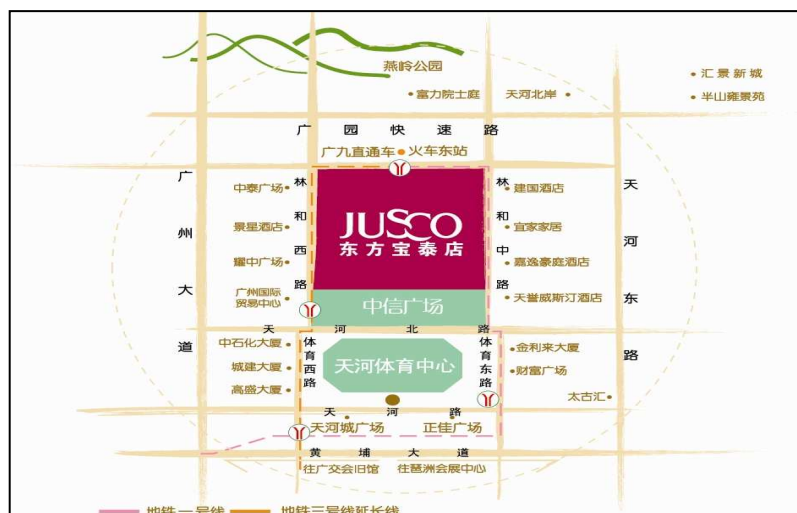 燕岭公园
汇景新城
富力院士庭
天河北岸
半山雍景苑
广园快速路
广九直通车
火车东站
广州大道
林和西路
林和中路
天河东路
中泰广场
景星酒店
耀中广场
广州国际
贸易中心
JUSCO
东方宝泰店
中信广场
建国酒店
宜家家居
嘉逸豪庭酒店
天誉威斯汀酒店
天河北路
中石化大厦
城建大厦
高盛大厦
体育西路
天河体育中心
体育东路
金利来大厦
财富广场
太古汇
天河路
天河城广场
正佳广场
黄埔大道
往广交会旧馆
往琶洲会展中心
地铁一号线
地铁三号线延长线